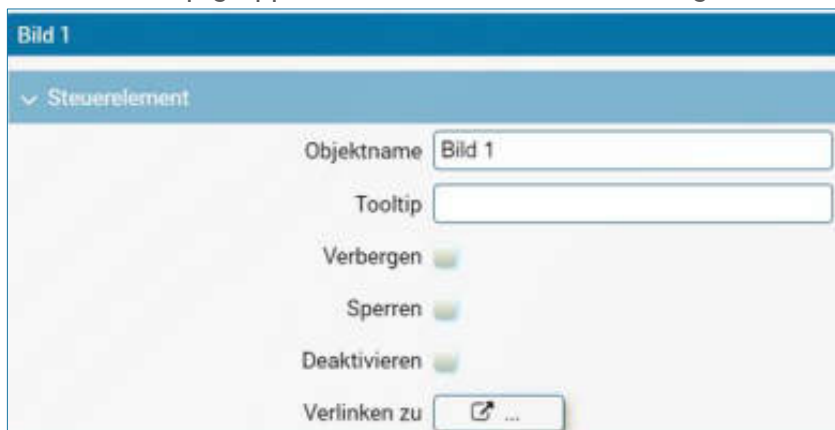 Bild 1
Steuerelement
Objektname Bild 1
Tooltip
Verbergen
Sperren
Deaktivieren
Verlinken zu ...